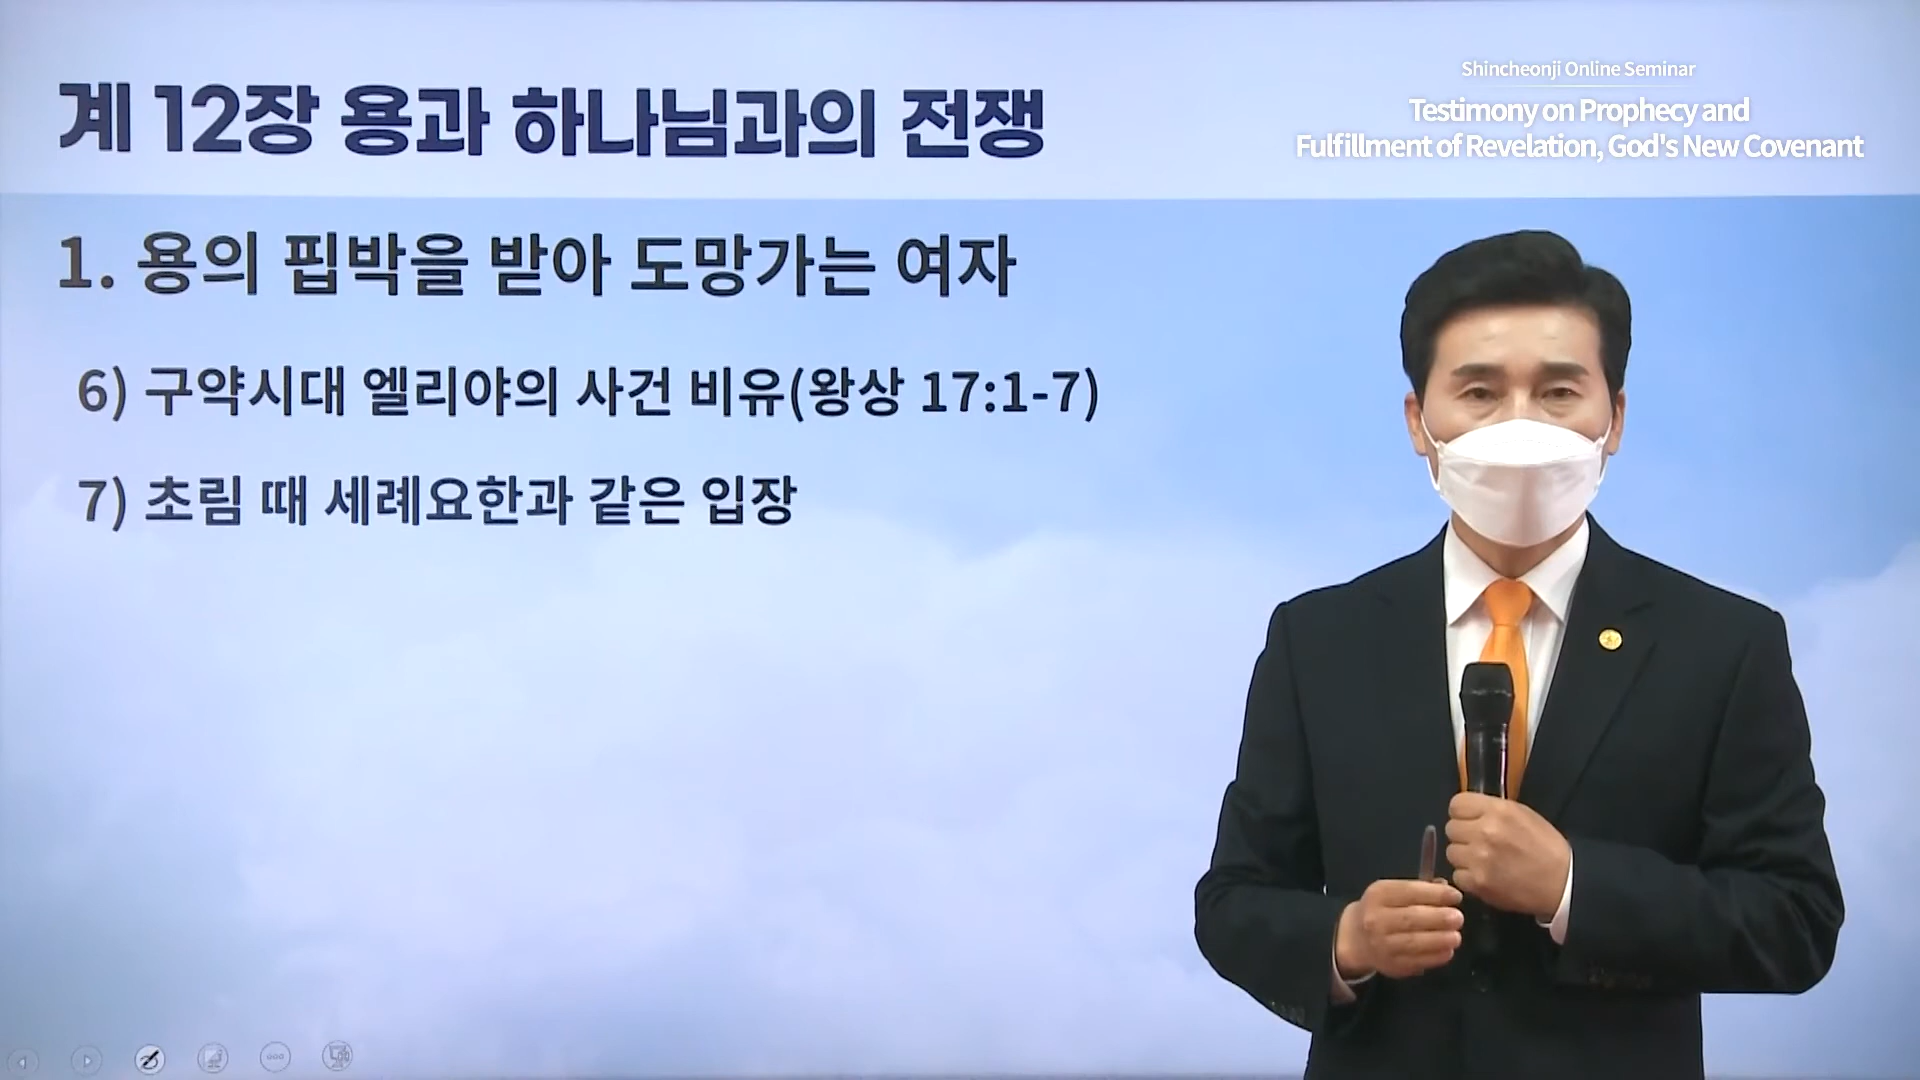 계 12장 용과 하나님과의 전쟁
Shincheonji Online Seminar
Testimony on Prophecy and
Fulfillment of Revelation, God's New Covenant
1. 용의 핍박을 받아 도망가는 여자
6) 구약시대 엘리야의 사건 비유(왕상 17:1-7)
7) 초림 때 세례요한과 같은 입장